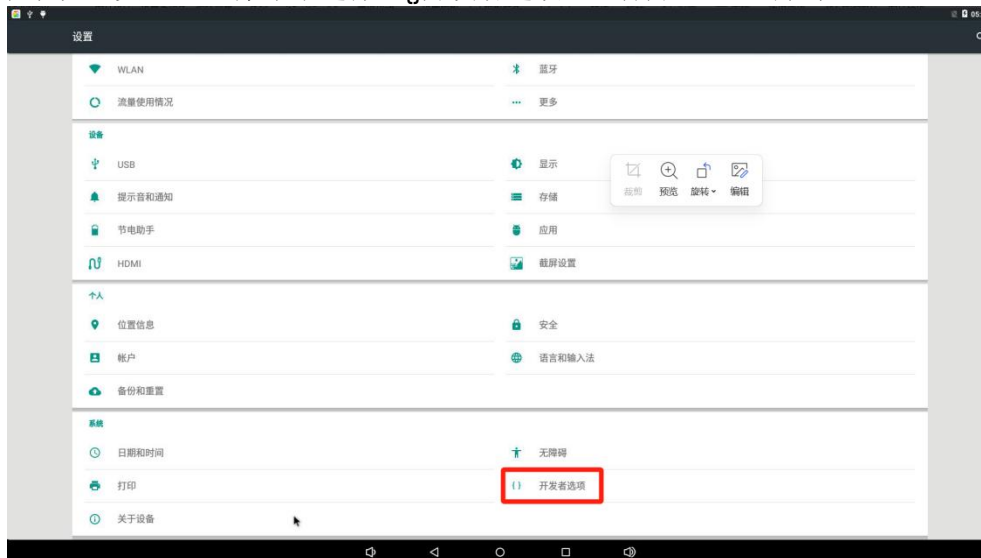 05:
设置
WLAN
蓝牙
流量使用情况
更多
设备
USB
显示
提示音和通知
存储
节电助手
应用
HDMI
截屏设置
裁剪 预览 旋转 编辑
个人
位置信息
安全
帐户
语言和输入法
备份和重置
系统
日期和时间
无障碍
打印
{} 开发者选项
关于设备